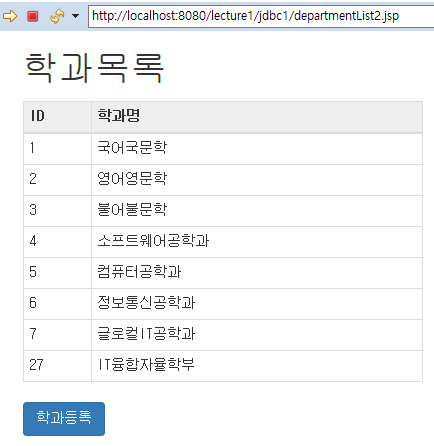 http://localhost:8080/lecture1/jdbc1/departmentList2.jsp
학과목록
ID 학과명
1 국어국문학
2 영어영문학
3 불어불문학
4 소프트웨어공학과
5 컴퓨터공학과
6 정보통신공학과
7 글로컬IT공학과
27 IT융합자율학부
학과등록